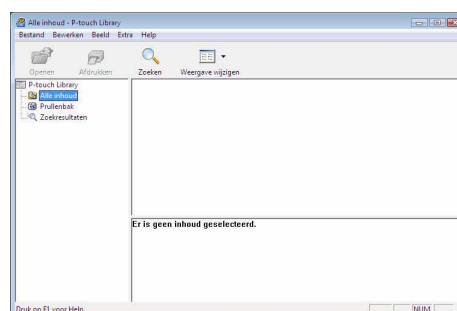 Alle inhoud - P-touch Library
Bestand Bewerken Beeld Extra Help
Openen Afdrukken Zoeken Weergave wijzigen
P-touch Library
Alle inhoud
Prullenbak
Zoekresultaten
Er is geen inhoud geselecteerd.
Druk op F1 voor Help
NUM